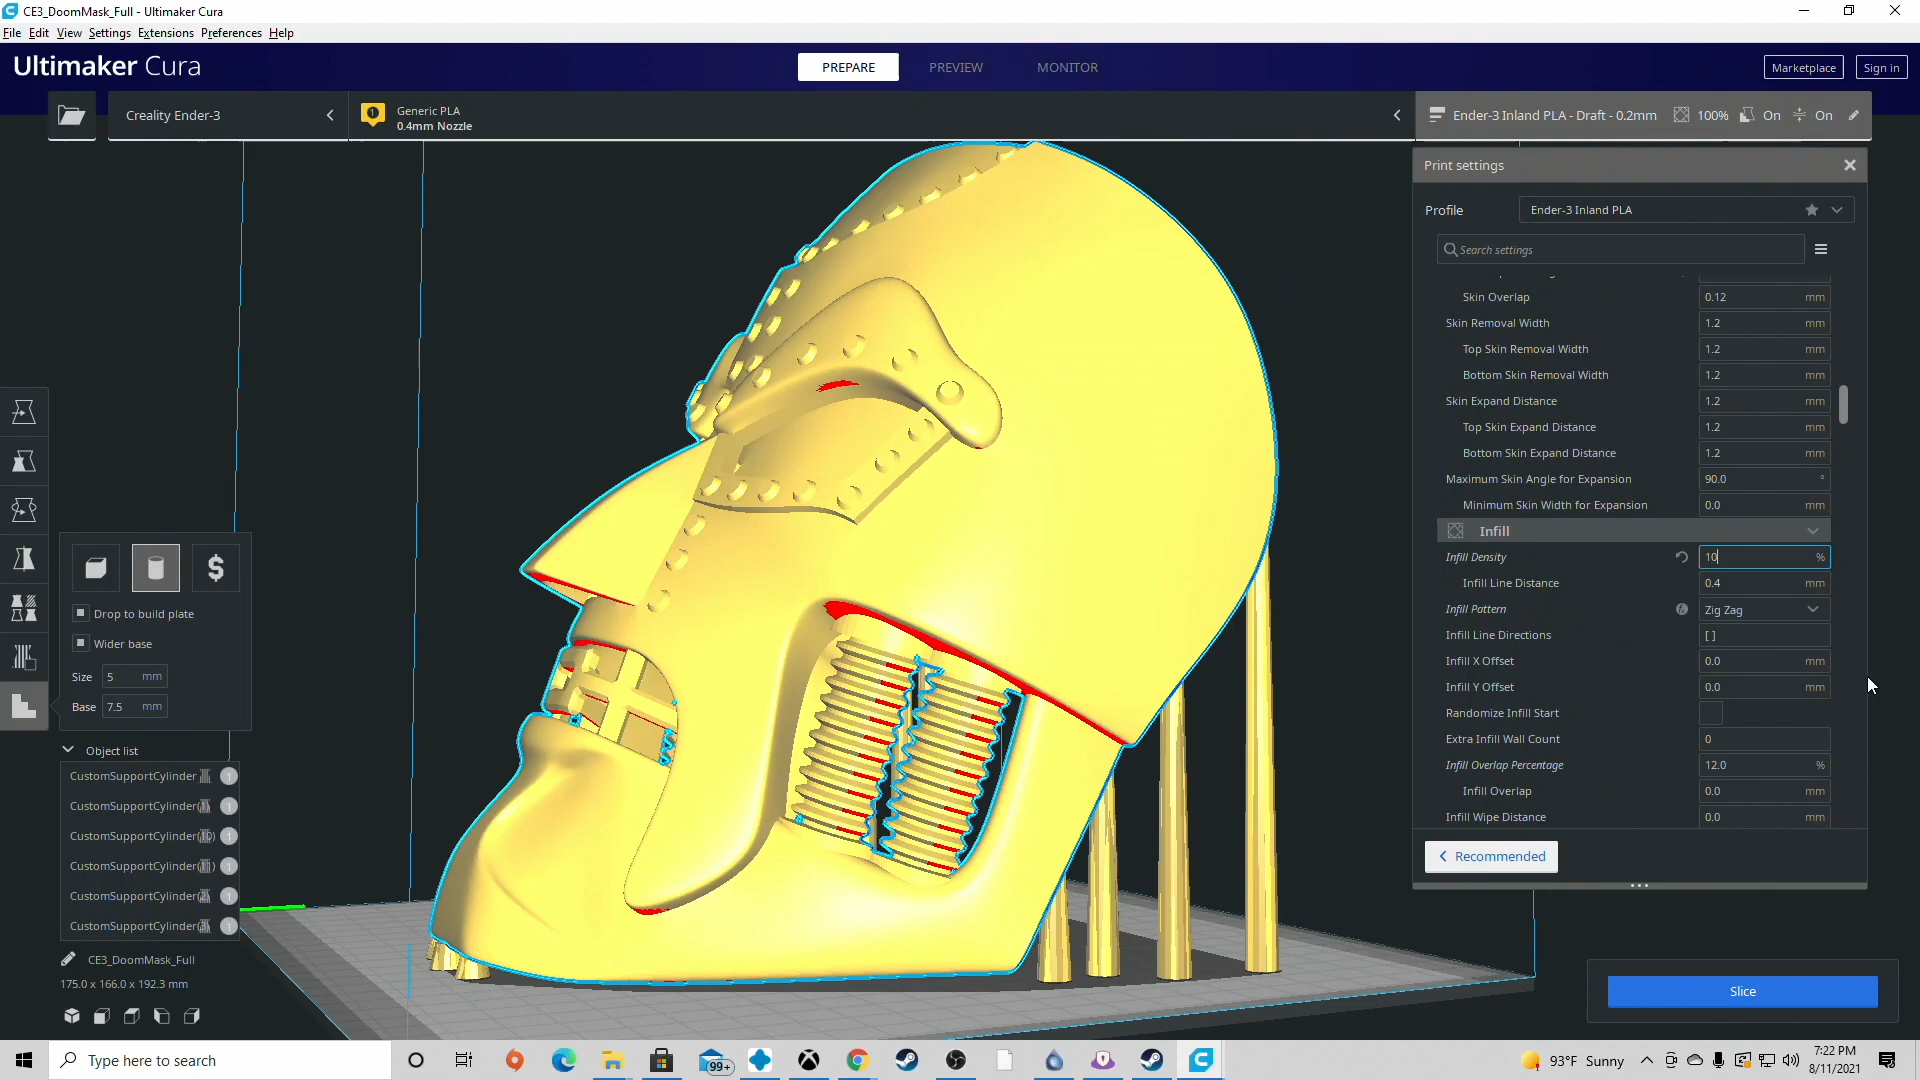 CE3_DoomMask_Full - Ultimaker Cura
File Edit View Settings Extensions Preferences Help
Ultimaker Cura
PREPARE
PREVIEW
MONITOR
Marketplace
Sign in
Creality Ender-3
1
Generic PLA
0.4mm Nozzle
Ender-3 Inland PLA - Draft - 0.2mm
100%
On
On
Print settings
Profile
Ender-3 Inland PLA
Search settings
Skin Overlap 0.12 mm
Skin Removal Width 1.2 mm
Top Skin Removal Width 1.2 mm
Bottom Skin Removal Width 1.2 mm
Skin Expand Distance 1.2 mm
Top Skin Expand Distance 1.2 mm
Bottom Skin Expand Distance 1.2 mm
Maximum Skin Angle for Expansion 90.0 °
Minimum Skin Width for Expansion 0.0 mm
Infill
Infill Density 10 %
Infill Line Distance 0.4 mm
Infill Pattern Zig Zag
Infill Line Directions [ ]
Infill X Offset 0.0 mm
Infill Y Offset 0.0 mm
Randomize Infill Start
Extra Infill Wall Count 0
Infill Overlap Percentage 12.0 %
Infill Overlap 0.0 mm
Infill Wipe Distance 0.0 mm
Recommended
Slice
$
Drop to build plate
Wider base
Size 5 mm
Base 7.5 mm
Object list
CustomSupportCylinder 1
CustomSupportCylinder( 1
CustomSupportCylinder(10) 1
CustomSupportCylinder( ) 1
CustomSupportCylinder(2) 1
CustomSupportCylinder(3) 1
CE3_DoomMask_Full
175.0 x 166.0 x 192.3 mm
Type here to search
99+
93°F Sunny
7:22 PM
8/11/2021